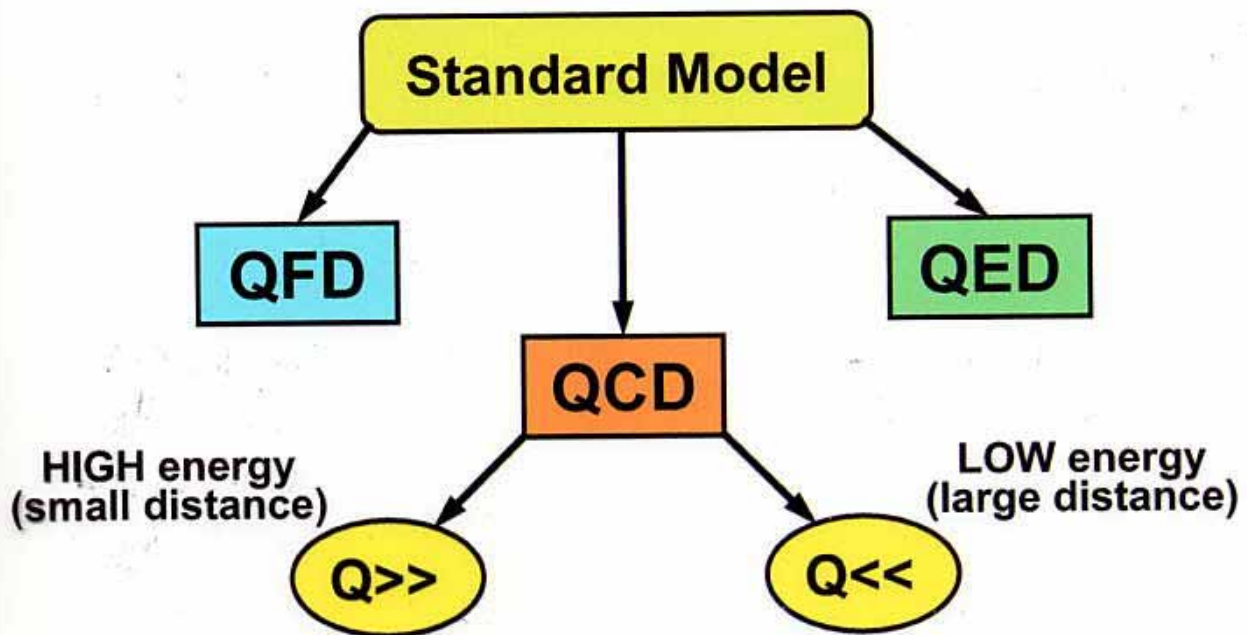 Standard Model
QFD
QED
QCD
HIGH energy
(small distance)
LOW energy
(large distance)
Q>>
Q<<